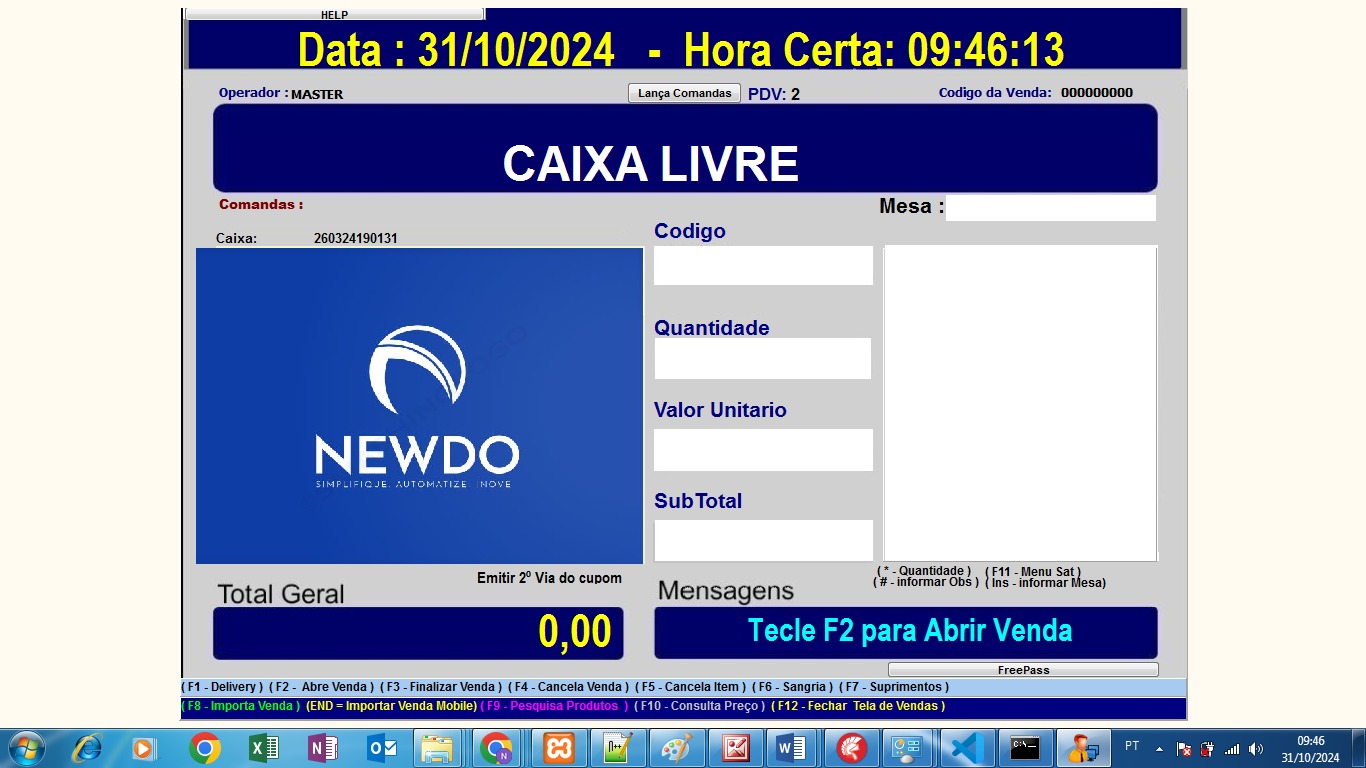 HELP
Data : 31/10/2024 - Hora Certa: 09:46:13
Operador : MASTER Lança Comandas PDV: 2 Codigo da Venda: 000000000
CAIXA LIVRE
Comandas : Mesa :
Caixa: 260324190131
Codigo
Quantidade
Valor Unitario
SubTotal
NEWDO
SIMPLIFIQUE. AUTOMATIZE. INOVE
Emitir 2º Via do cupom
( * - Quantidade ) ( F11 - Menu Sat )
( # - informar Obs ) ( Ins - informar Mesa)
Total Geral
Mensagens
0,00
Tecle F2 para Abrir Venda
FreePass
( F1 - Delivery ) ( F2 - Abre Venda ) ( F3 - Finalizar Venda ) ( F4 - Cancela Venda ) ( F5 - Cancela Item ) ( F6 - Sangria ) ( F7 - Suprimentos )
( F8 - Importa Venda ) (END = Importar Venda Mobile) ( F9 - Pesquisa Produtos ) ( F10 - Consulta Preço ) ( F12 - Fechar Tela de Vendas )
PT
09:46
31/10/2024